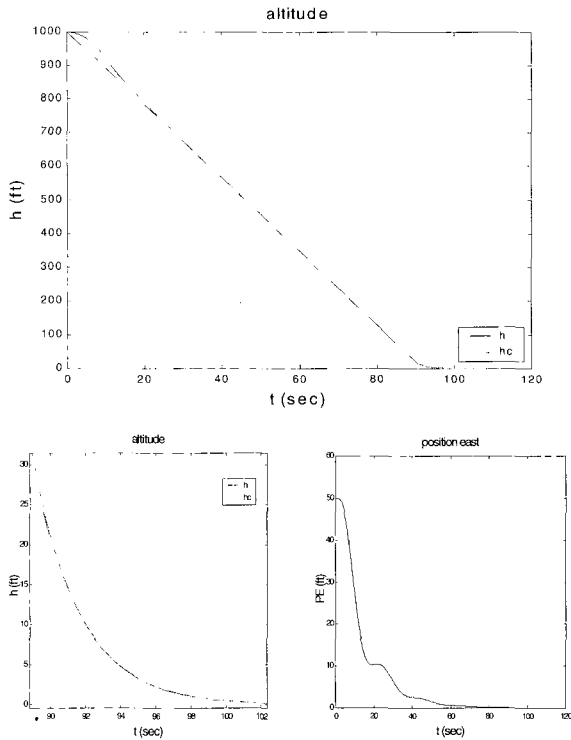 altitude
1000
900
800
700
600
500
400
300
200
100
0
h (ft)
0 20 40 60 80 100 120
t (sec)
h
hc
altitude
30
25
20
15
10
5
0
h (ft)
90 92 94 96 98 100 102
t (sec)
h
hc
position east
60
50
40
30
20
10
0
PE (ft)
0 20 40 60 80 100 120
t (sec)